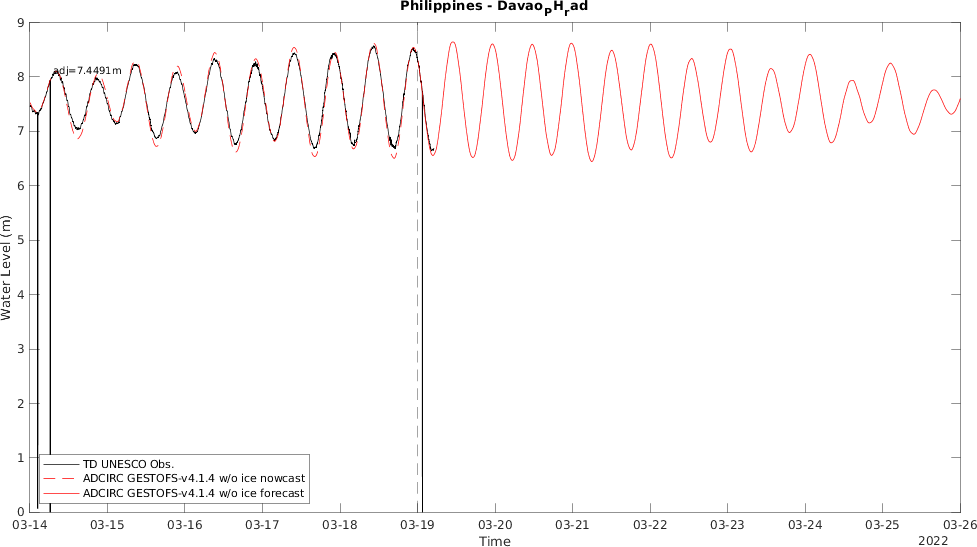 Philippines - Davao_PH_rad
9
8
7
6
5
4
3
2
1
0
Water Level (m)
adj=7.4491m
TD UNESCO Obs.
ADCIRC GESTOFS-v4.1.4 w/o ice nowcast
ADCIRC GESTOFS-v4.1.4 w/o ice forecast
03-14 03-15 03-16 03-17 03-18 03-19 03-20 03-21 03-22 03-23 03-24 03-25 03-26
Time
2022